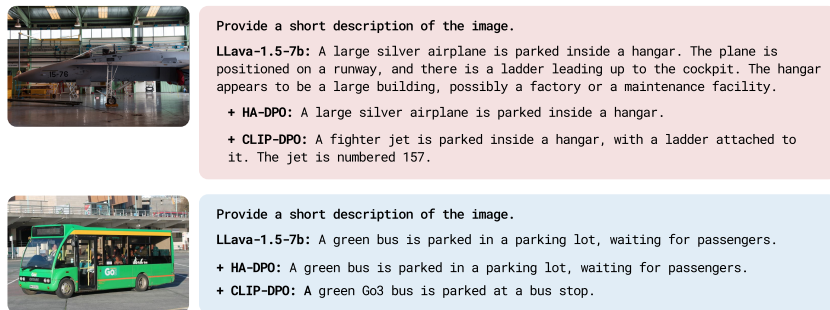 Provide a short description of the image.
LLava-1.5-7b: A large silver airplane is parked inside a hangar. The plane is
positioned on a runway, and there is a ladder leading up to the cockpit. The hangar
appears to be a large building, possibly a factory or a maintenance facility.
+ HA-DPO: A large silver airplane is parked inside a hangar.
+ CLIP-DPO: A fighter jet is parked inside a hangar, with a ladder attached to
it. The jet is numbered 157.
15-76
Provide a short description of the image.
LLava-1.5-7b: A green bus is parked in a parking lot, waiting for passengers.
+ HA-DPO: A green bus is parked in a parking lot, waiting for passengers.
+ CLIP-DPO: A green Go3 bus is parked at a bus stop.
Go